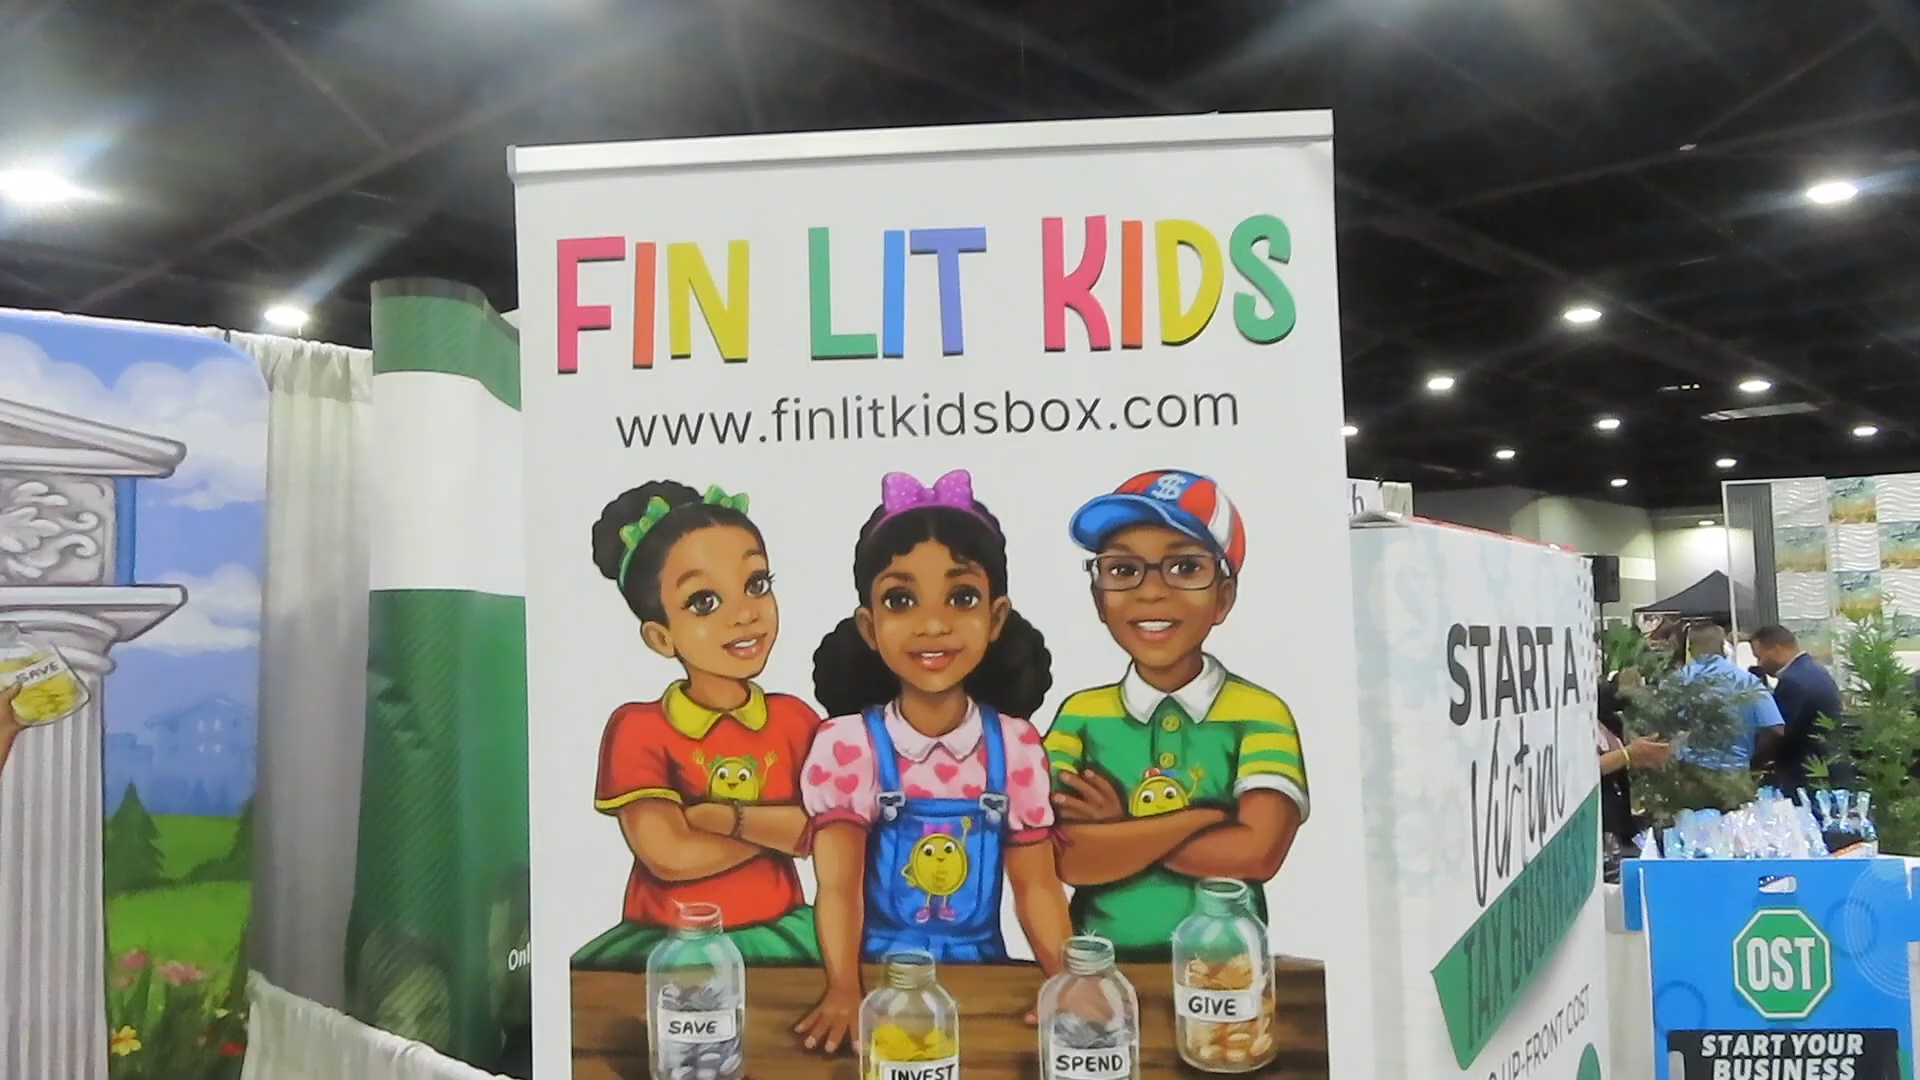 FIN LIT KIDS
www.finlitkidsbox.com
$
SAVE
SAVE
INVEST
SPEND
GIVE
Onl
START A
Virtual
TAX BUSINESS
UP-FRONT COST
OST
START YOUR
BUSINESS